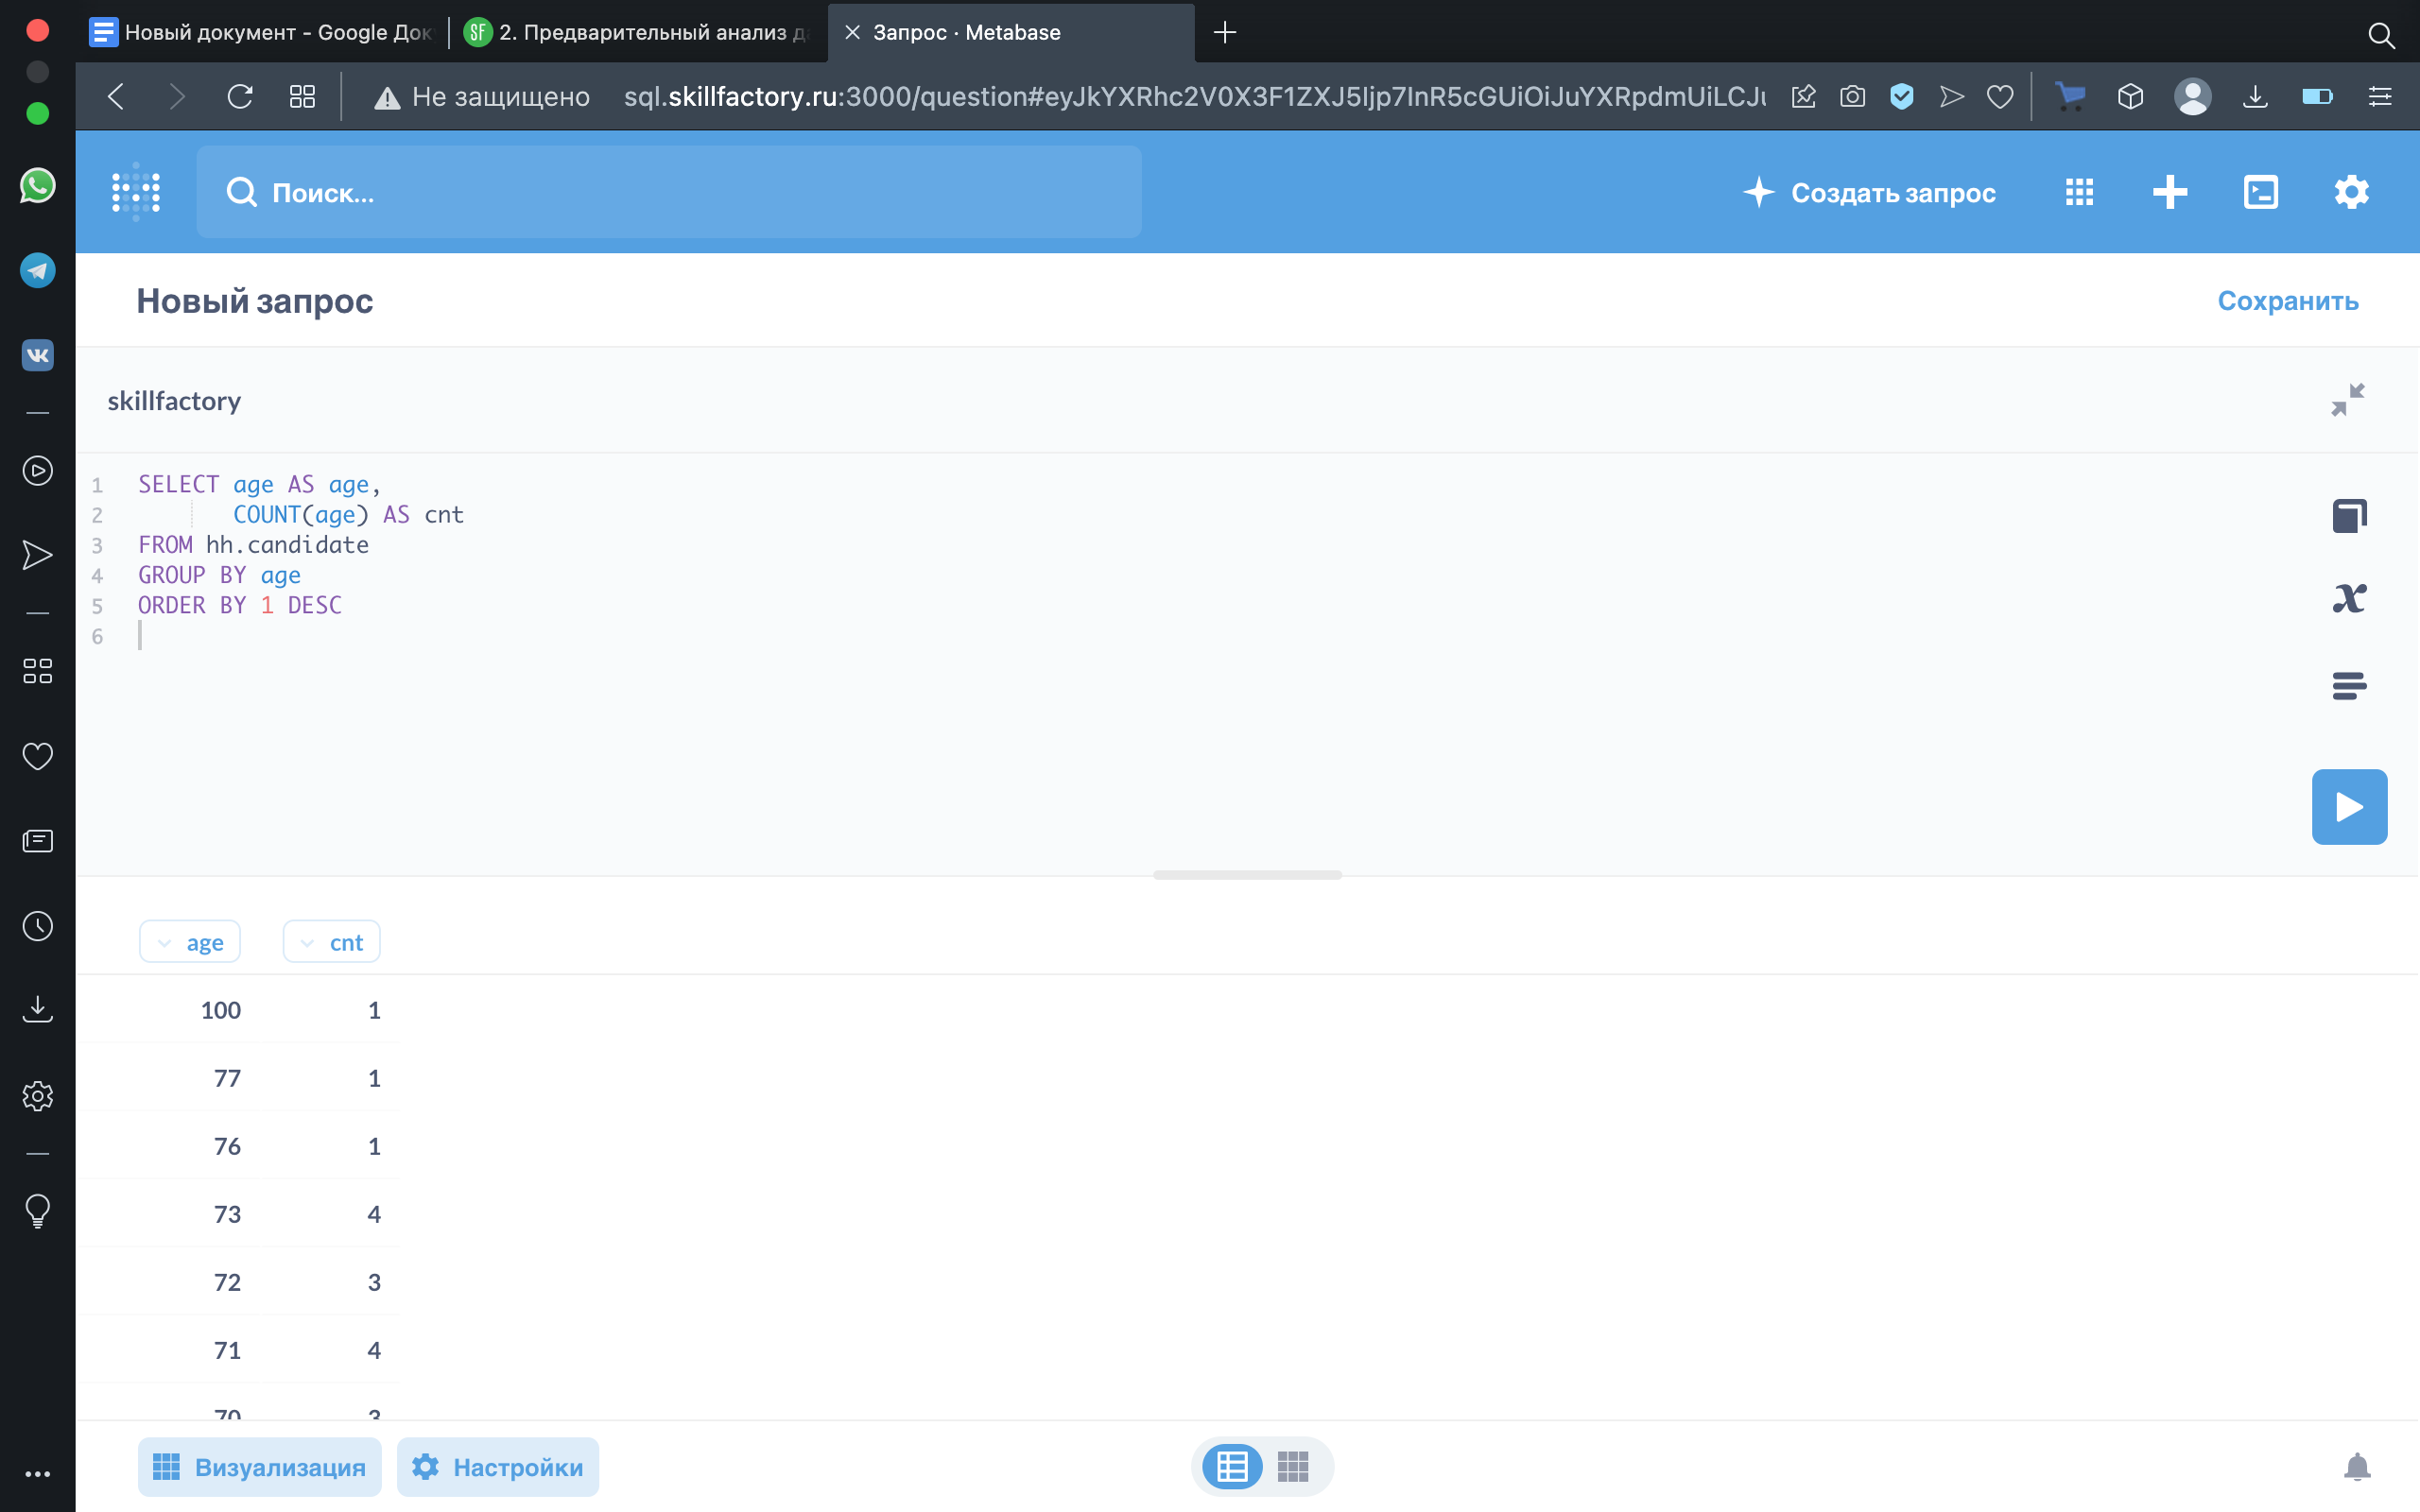 Новый документ - Google Док
SF 2. Предварительный анализ д
Запрос · Metabase
Не защищено sql.skillfactory.ru:3000/question#eyJkYXRhc2V0X3F1ZXJ5Ijp7InR5cGUiOiJuYXRpdmUiLCJ
Поиск...
Создать запрос
Новый запрос
Сохранить
skillfactory
1 SELECT age AS age,
2 COUNT(age) AS cnt
3 FROM hh.candidate
4 GROUP BY age
5 ORDER BY 1 DESC
6
age cnt
100 1
77 1
76 1
73 4
72 3
71 4
70 3
Визуализация
Настройки